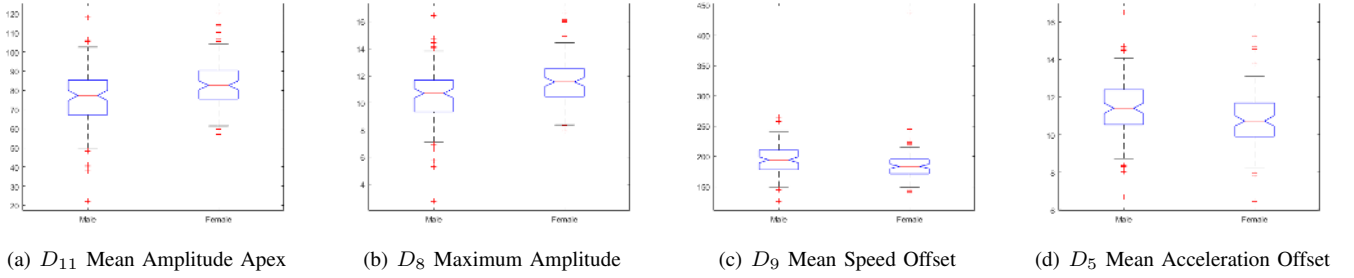 120
110
100
90
80
70
60
50
40
30
20
Male
Female
16
14
12
10
8
6
4
Male
Female
450
400
350
300
250
200
150
Male
Female
16
14
12
10
8
6
Male
Female
(a) D11 Mean Amplitude Apex
(b) D8 Maximum Amplitude
(c) D9 Mean Speed Offset
(d) D5 Mean Acceleration Offset